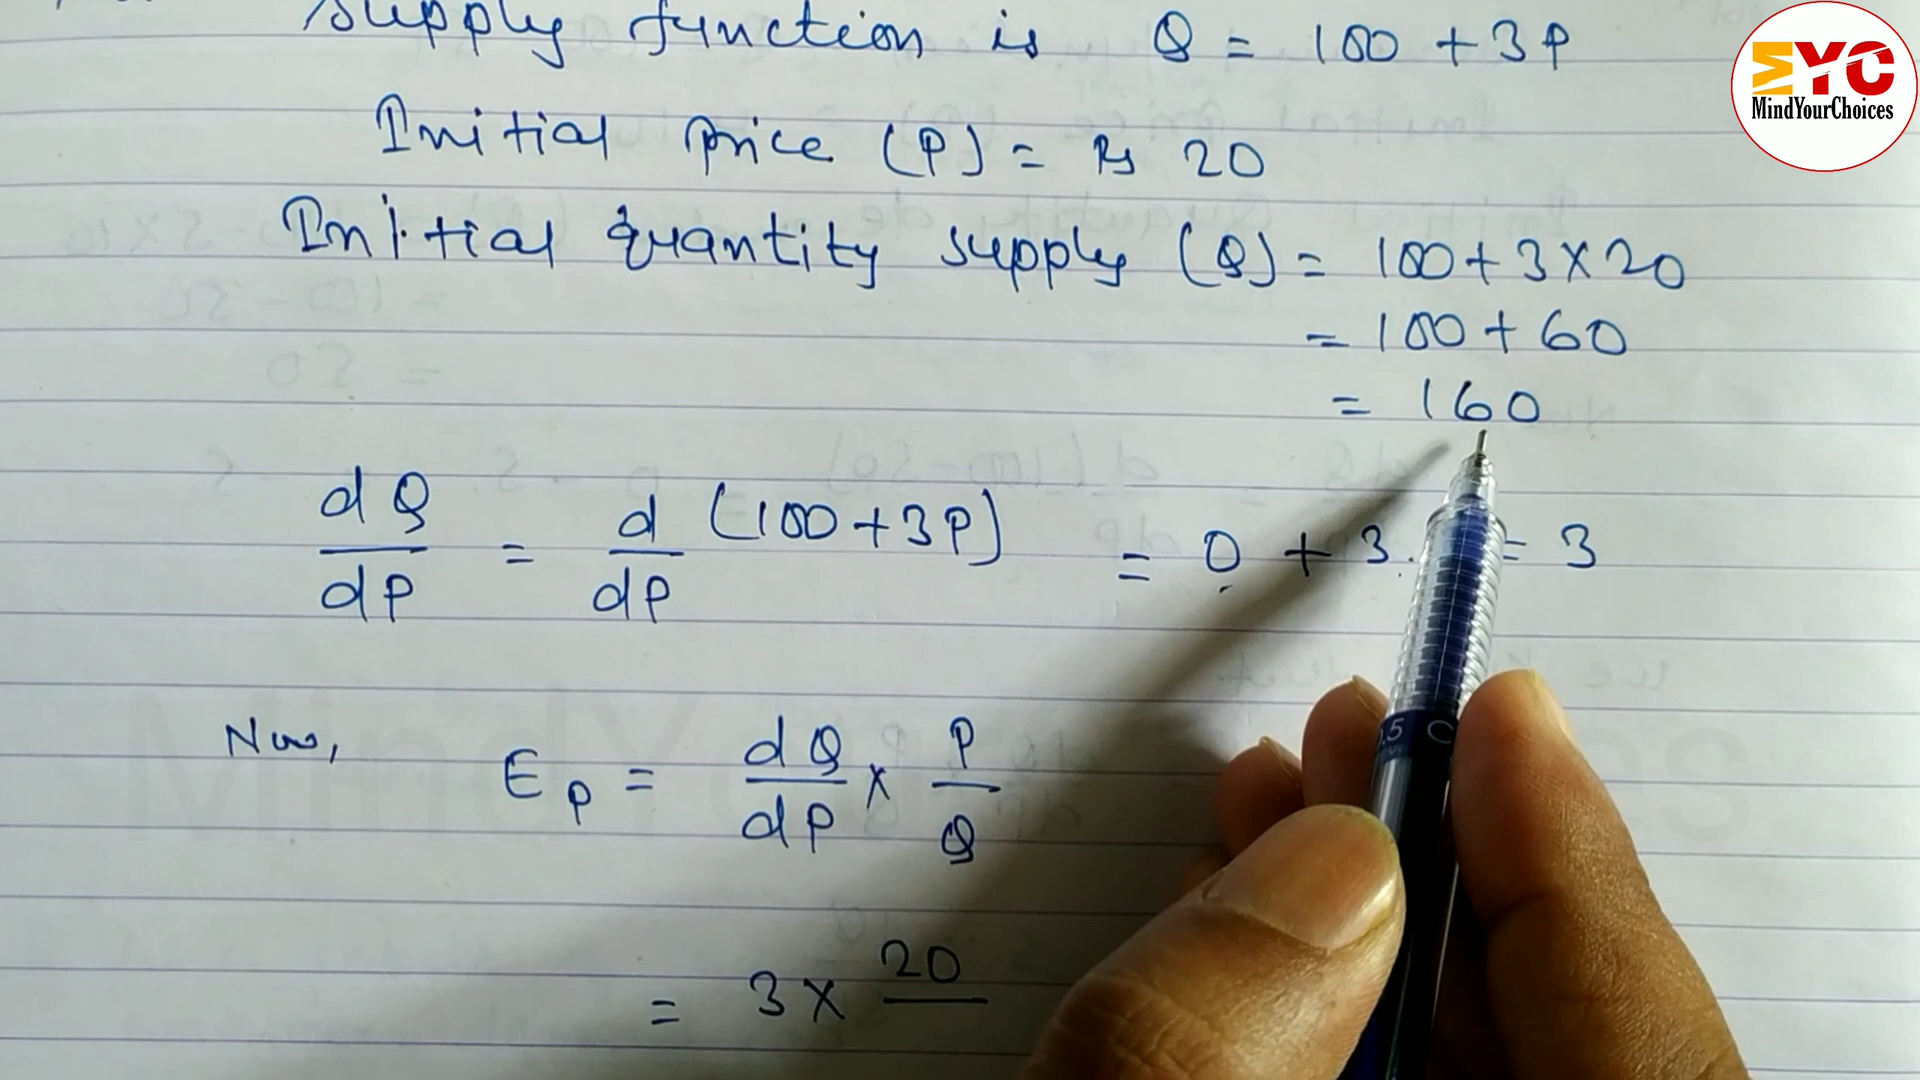 Supply function is Q = 100 + 3P
Initial Price (P) = Rs 20
Initial quantity supply (Q) = 100 + 3 × 20
= 100 + 60
= 160
dQ/dP = d/dP (100 + 3P) = 0 + 3. = 3
Now, Ep = dQ/dP × P/Q
= 3 × 20/
MYC
MindYourChoices
.5 C